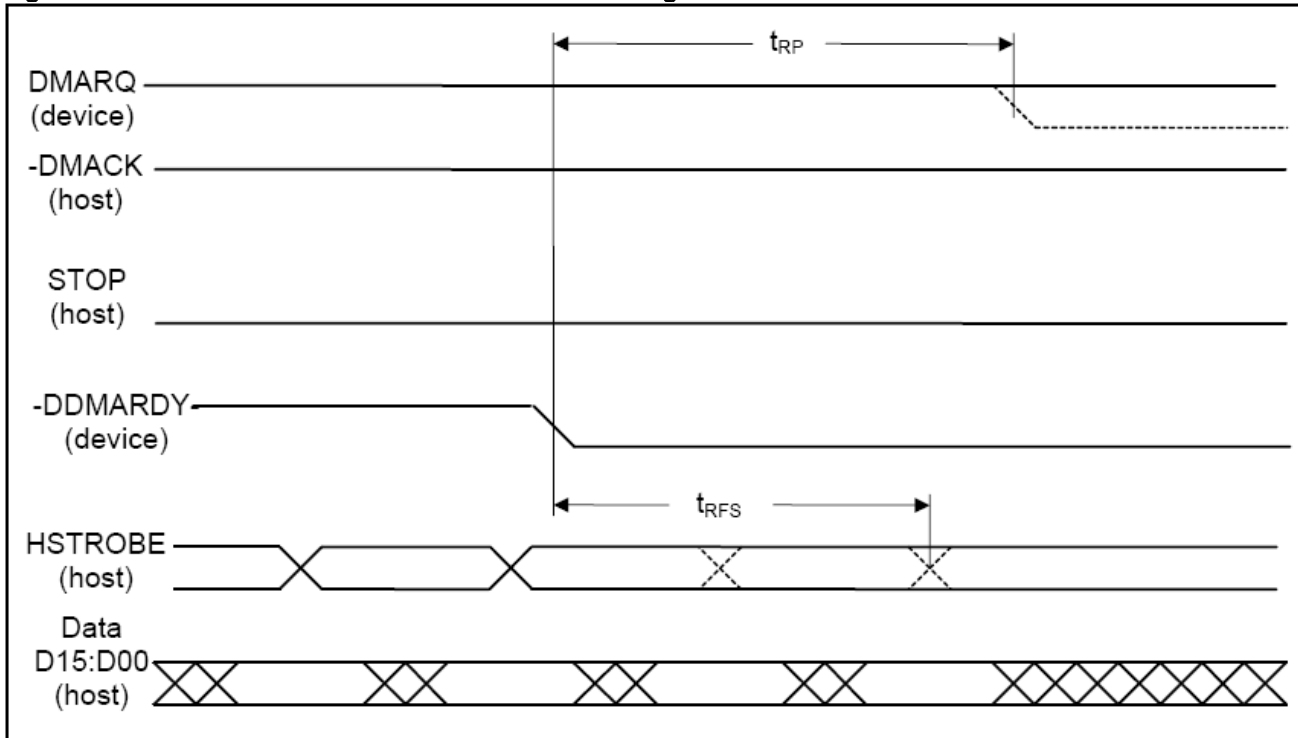 tRP
DMARQ
(device)
-DMACK
(host)
STOP
(host)
-DDMARDY
(device)
tRFS
HSTROBE
(host)
Data
D15:D00
(host)